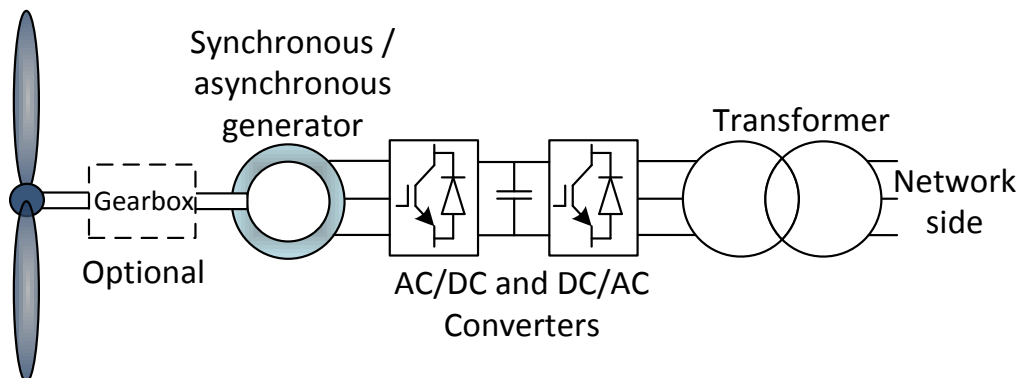 Synchronous /
asynchronous
generator
Transformer
Gearbox
Network
side
Optional
AC/DC and DC/AC
Converters